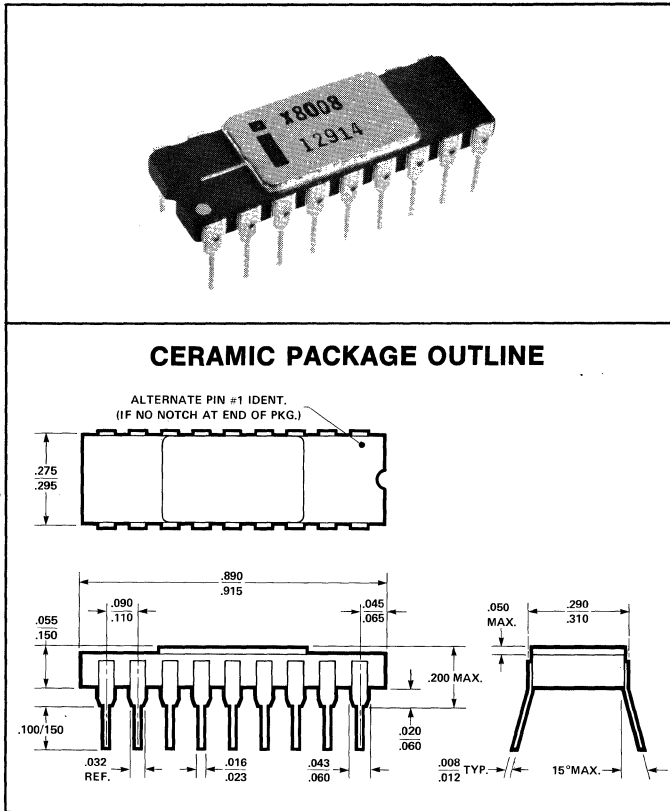 i x8008
12914
CERAMIC PACKAGE OUTLINE
ALTERNATE PIN #1 IDENT.
(IF NO NOTCH AT END OF PKG.)
.275
.295
.890
.915
.090
.110
.045
.065
.055
.150
.200 MAX.
.100/150
.020
.060
.032
REF.
.016
.023
.043
.060
.050
MAX.
.290
.310
.008
.012
TYP.
15°MAX.